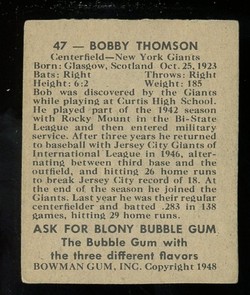 47 — BOBBY THOMSON
Centerfield—New York Giants
Born: Glasgow, Scotland Oct. 25, 1923
Bats: Right Throws: Right
Height: 6:2 Weight: 185
Bob was discovered by the Giants
while playing at Curtis High School.
He played part of the 1942 season
with Rocky Mount in the Bi-State
League and then entered military
service. After three years he returned
to baseball with Jersey City Giants of
International League in 1946, alter-
nating between third base and the
outfield, and hitting 26 home runs
to break Jersey City record of 18. At
the end of the season he joined the
Giants. Last year he was their regular
centerfielder and batted .283 in 138
games, hitting 29 home runs.
ASK FOR BLONY BUBBLE GUM
The Bubble Gum with
the three different flavors
BOWMAN GUM, INC. Copyright 1948